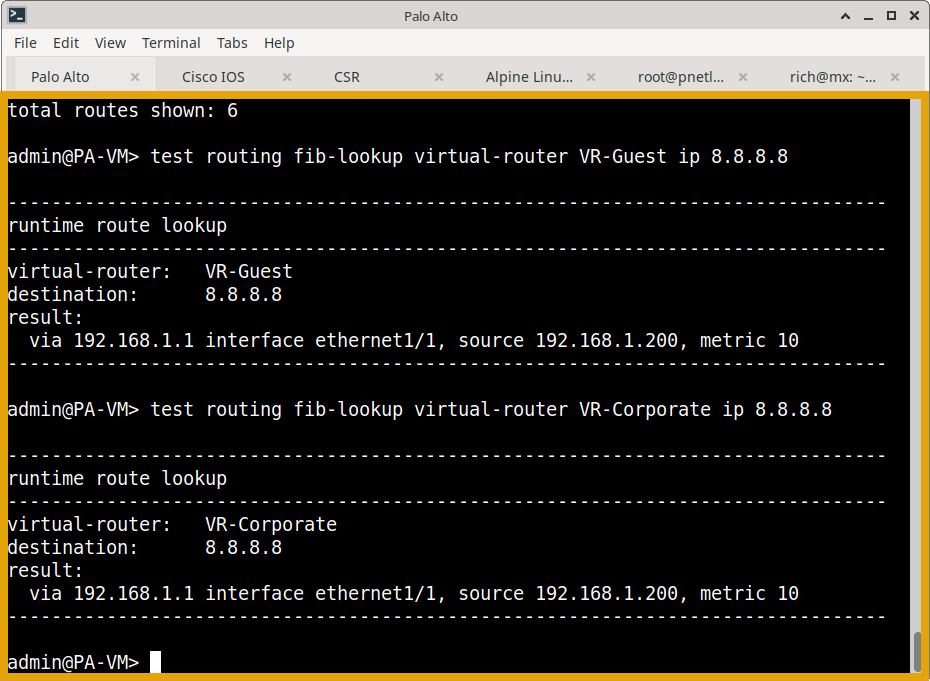 Palo Alto
File Edit View Terminal Tabs Help
Palo Alto Cisco IOS CSR Alpine Linu... root@pnetl... rich@mx: ~...
total routes shown: 6
admin@PA-VM> test routing fib-lookup virtual-router VR-Guest ip 8.8.8.8
--------------------------------------------------------------------------------
runtime route lookup
--------------------------------------------------------------------------------
virtual-router:   VR-Guest
destination:      8.8.8.8
result:
  via 192.168.1.1 interface ethernet1/1, source 192.168.1.200, metric 10
--------------------------------------------------------------------------------
admin@PA-VM> test routing fib-lookup virtual-router VR-Corporate ip 8.8.8.8
--------------------------------------------------------------------------------
runtime route lookup
--------------------------------------------------------------------------------
virtual-router:   VR-Corporate
destination:      8.8.8.8
result:
  via 192.168.1.1 interface ethernet1/1, source 192.168.1.200, metric 10
--------------------------------------------------------------------------------
admin@PA-VM>